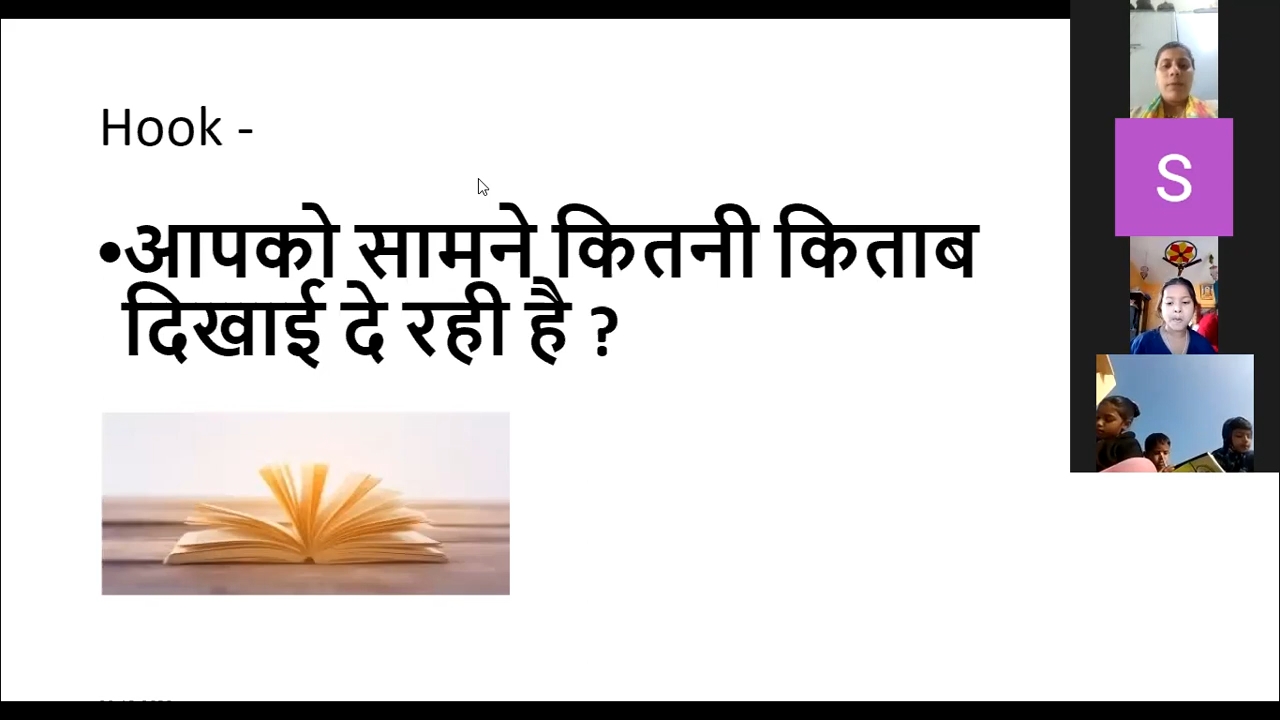 Hook -
•आपको सामने कितनी किताब
दिखाई दे रही है ?
S